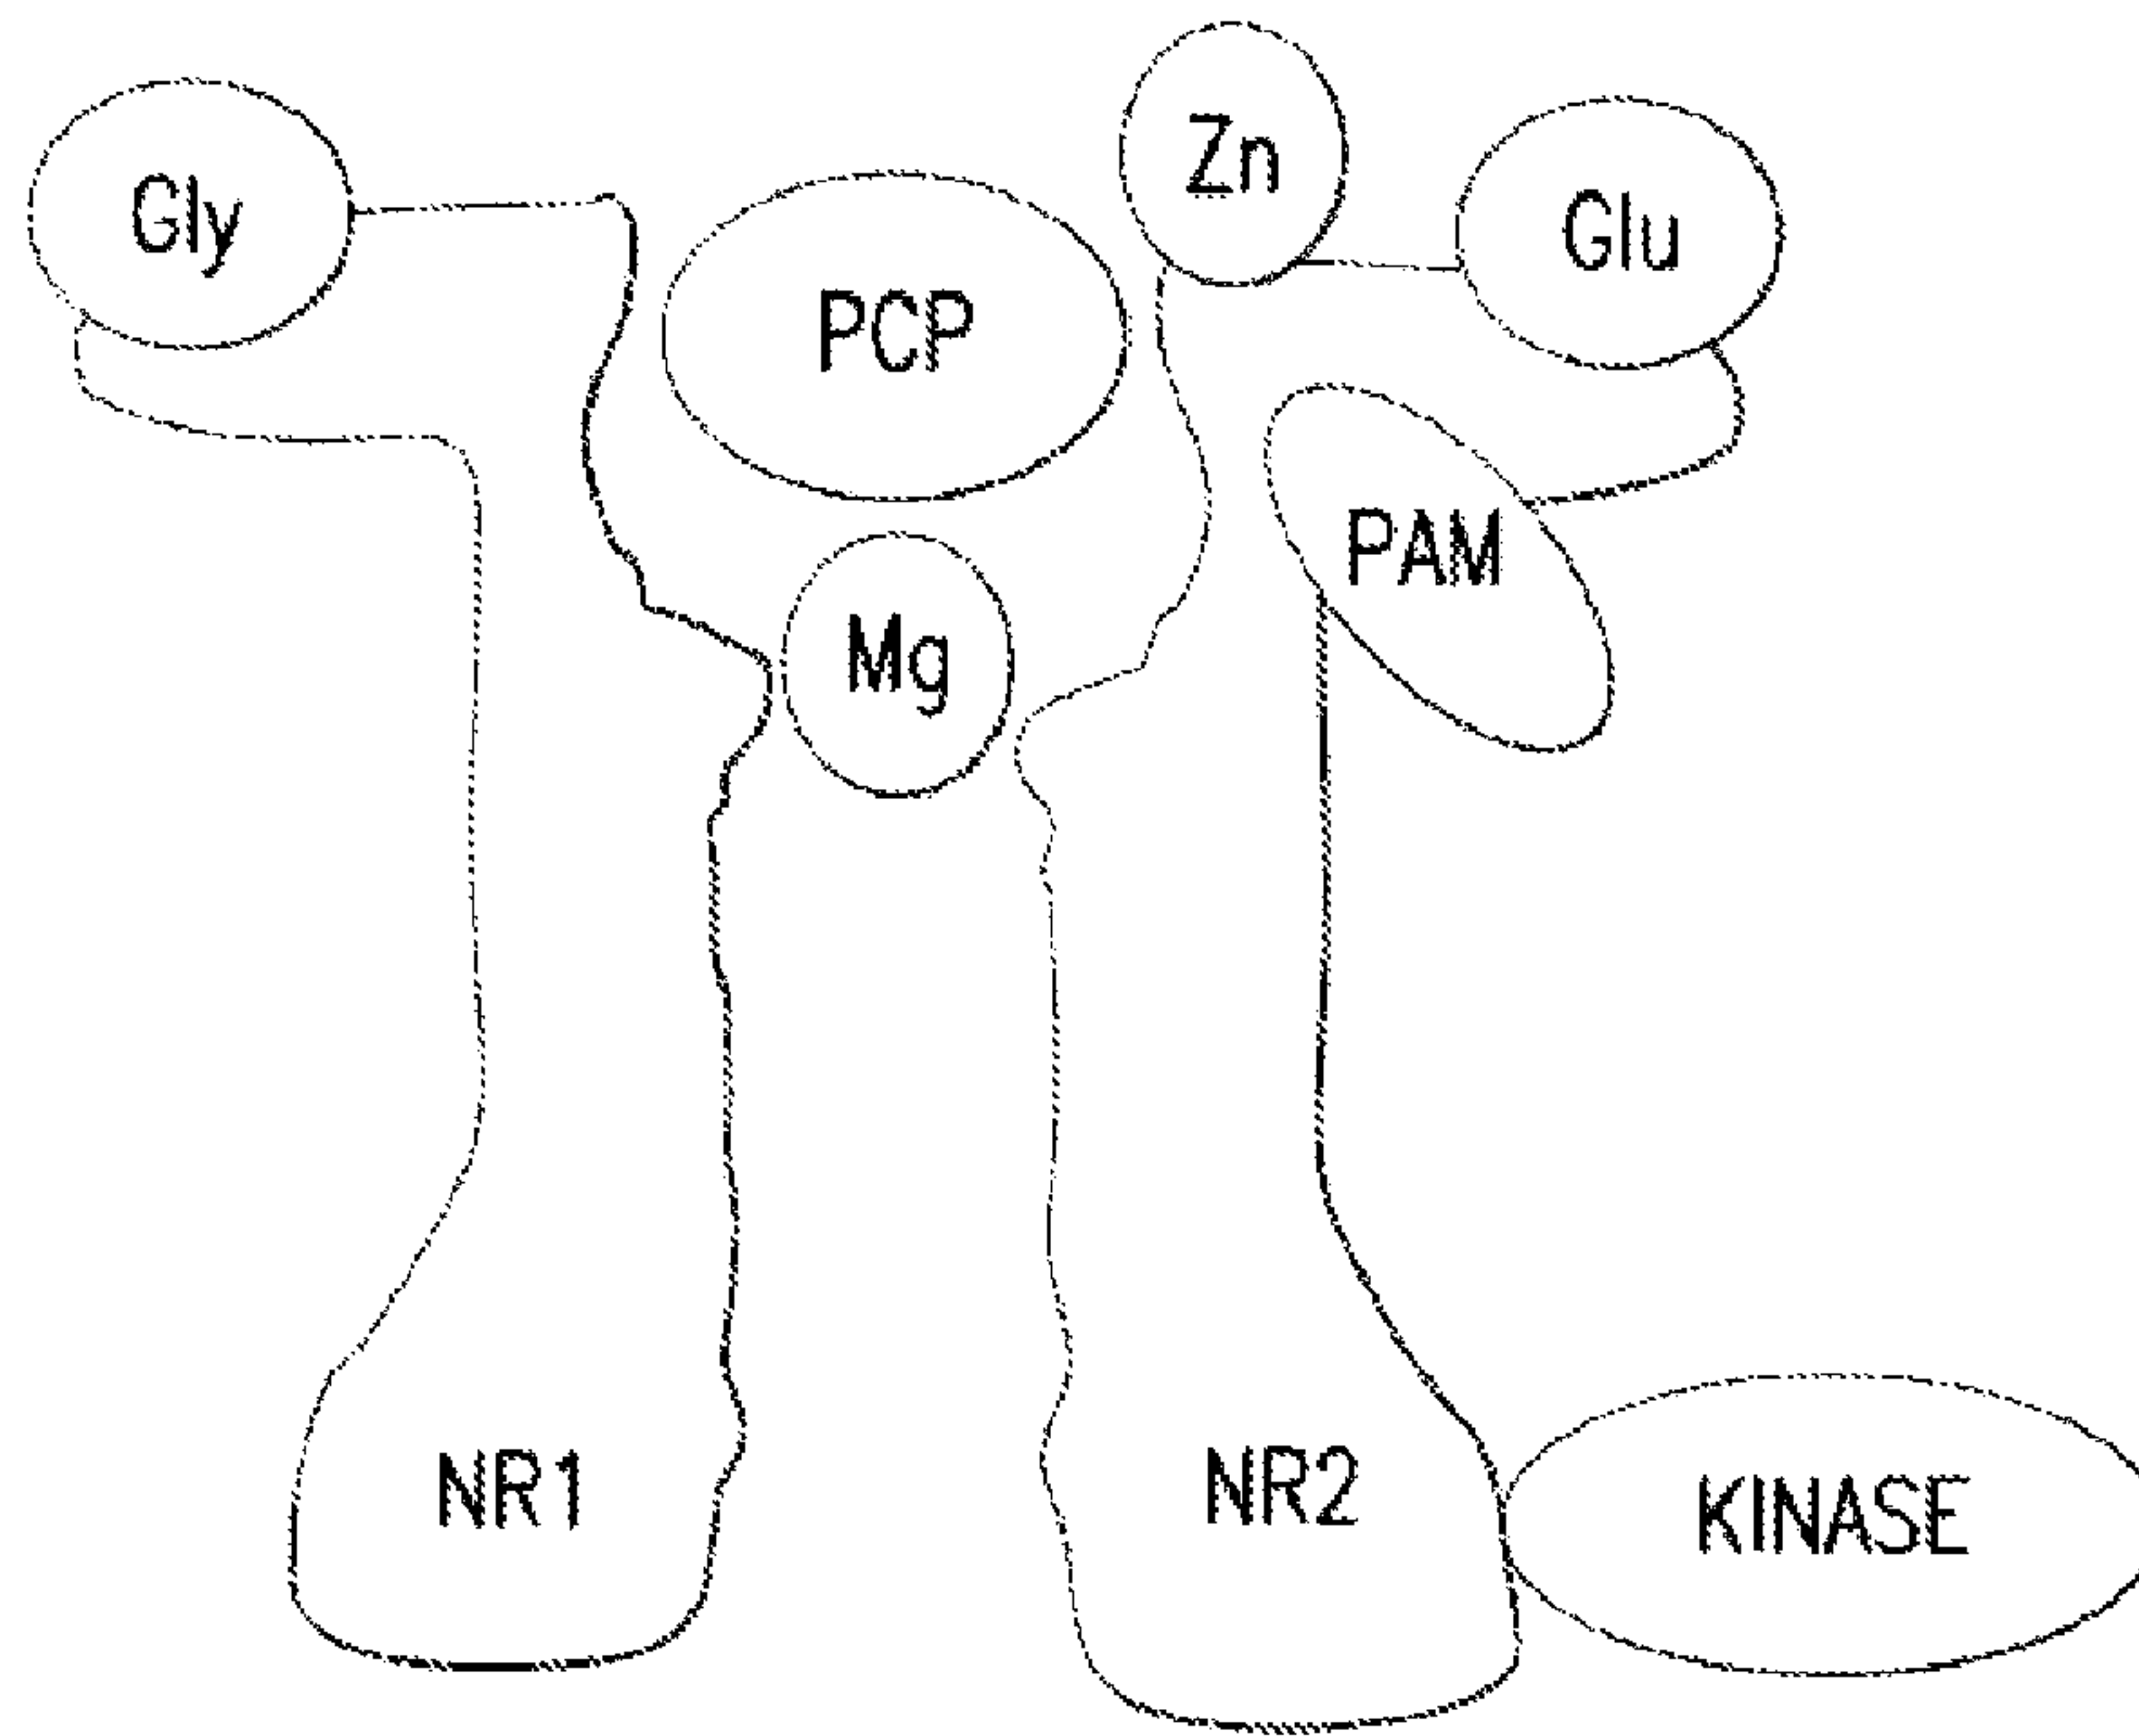 Zn
Gly
Glu
PCP
PAM
Mg
NR1
NR2
KINASE